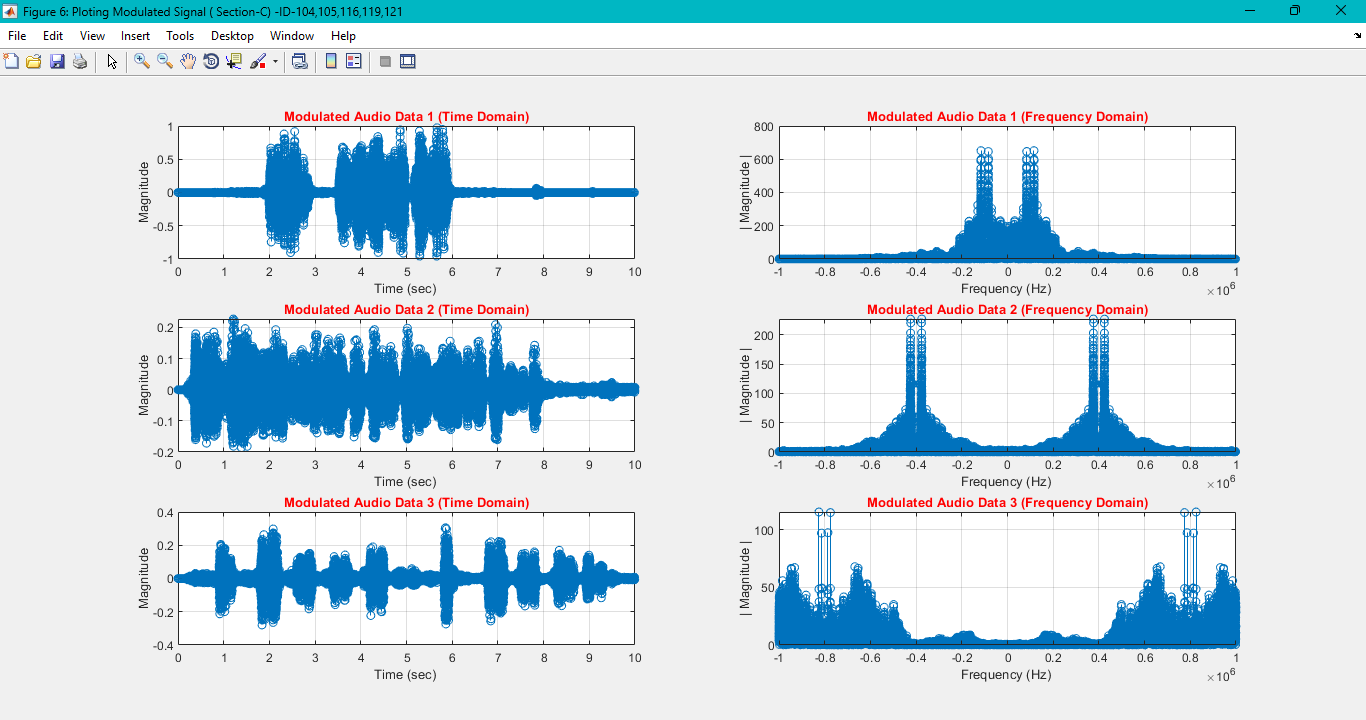 Figure 6: Ploting Modulated Signal ( Section-C) -ID-104,105,116,119,121
File Edit View Insert Tools Desktop Window Help
Modulated Audio Data 1 (Time Domain)
1
0.5
0
-0.5
-1
Magnitude
0 1 2 3 4 5 6 7 8 9 10
Time (sec)
Modulated Audio Data 1 (Frequency Domain)
800
600
400
200
0
| Magnitude |
-1 -0.8 -0.6 -0.4 -0.2 0 0.2 0.4 0.6 0.8 1
Frequency (Hz)
×10^6
Modulated Audio Data 2 (Time Domain)
0.2
0.1
0
-0.1
-0.2
Magnitude
0 1 2 3 4 5 6 7 8 9 10
Time (sec)
Modulated Audio Data 2 (Frequency Domain)
200
150
100
50
0
| Magnitude |
-1 -0.8 -0.6 -0.4 -0.2 0 0.2 0.4 0.6 0.8 1
Frequency (Hz)
×10^6
Modulated Audio Data 3 (Time Domain)
0.4
0.2
0
-0.2
-0.4
Magnitude
0 1 2 3 4 5 6 7 8 9 10
Time (sec)
Modulated Audio Data 3 (Frequency Domain)
100
50
0
| Magnitude |
-1 -0.8 -0.6 -0.4 -0.2 0 0.2 0.4 0.6 0.8 1
Frequency (Hz)
×10^6